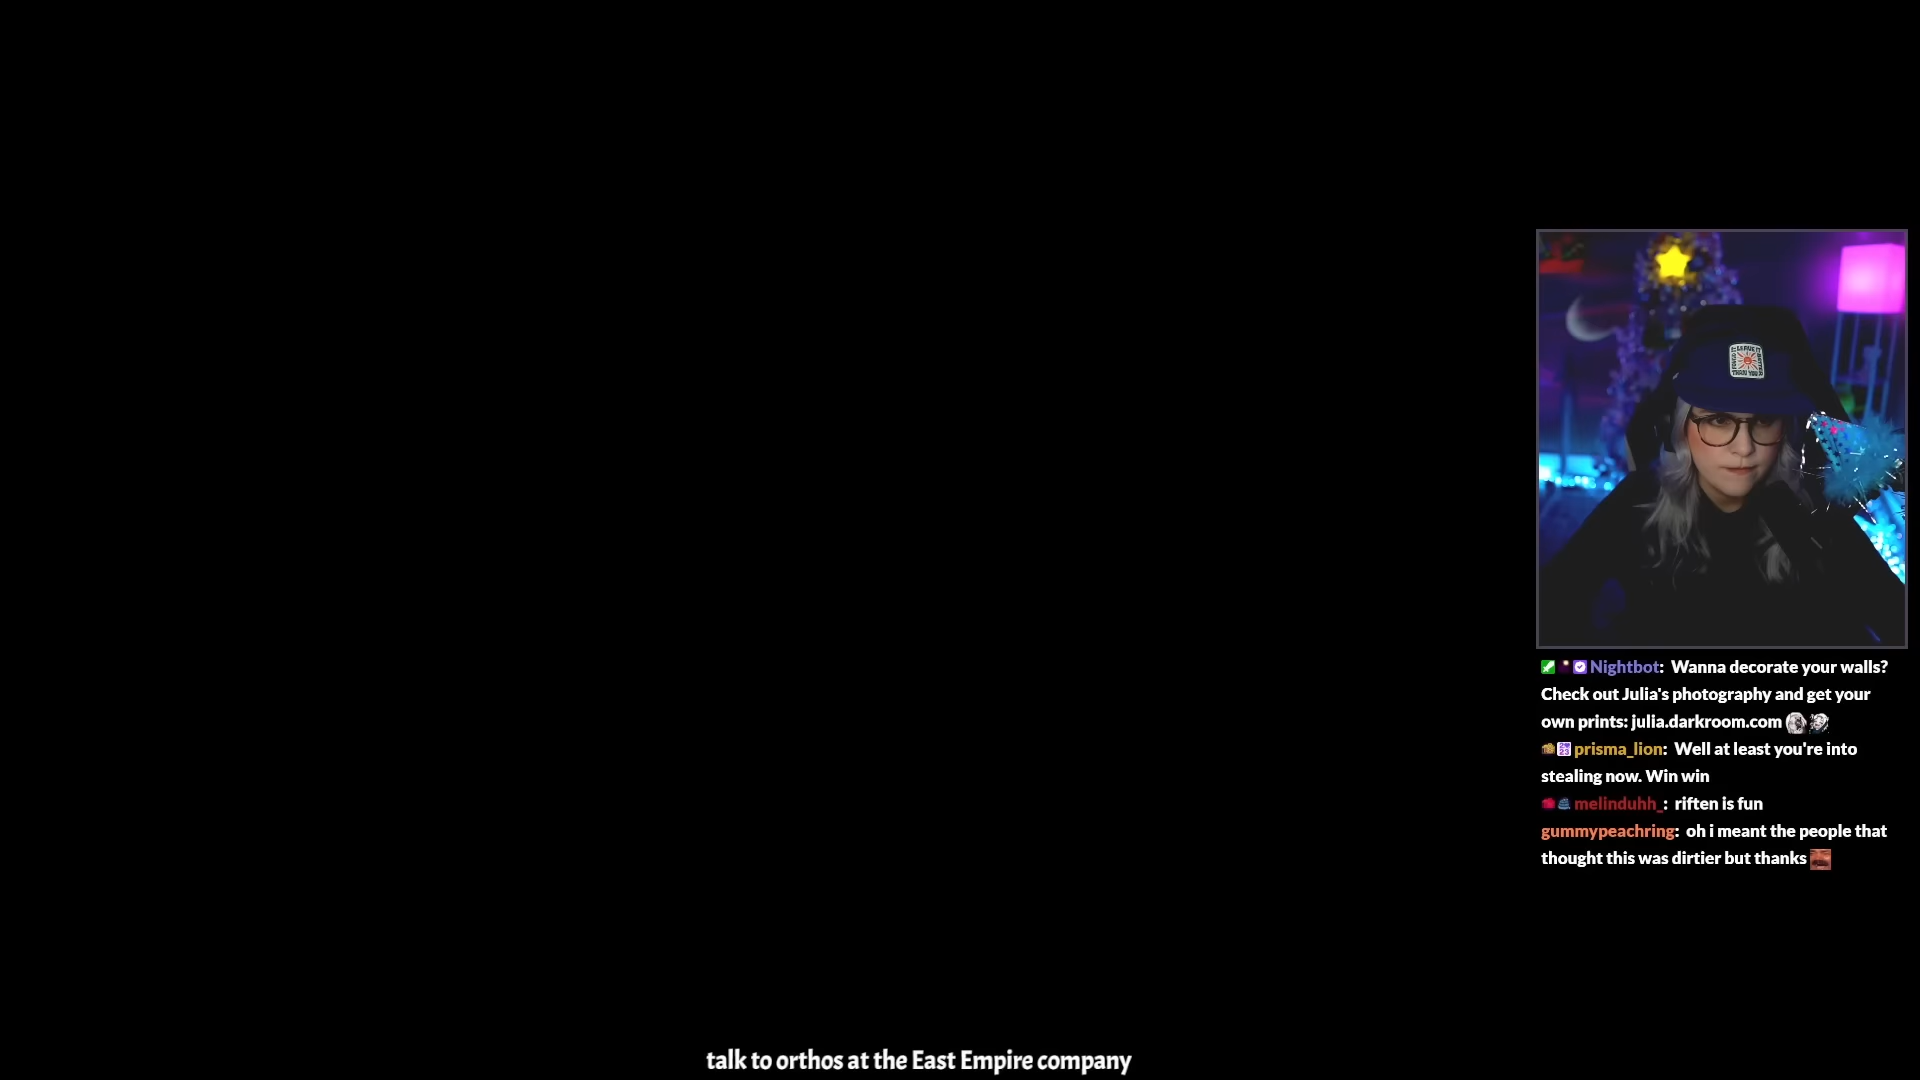 Nightbot: Wanna decorate your walls?
Check out Julia's photography and get your
own prints: julia.darkroom.com
prisma_lion: Well at least you're into
stealing now. Win win
melinduhh_: riften is fun
gummypeachring: oh i meant the people that
thought this was dirtier but thanks
talk to orthos at the East Empire company